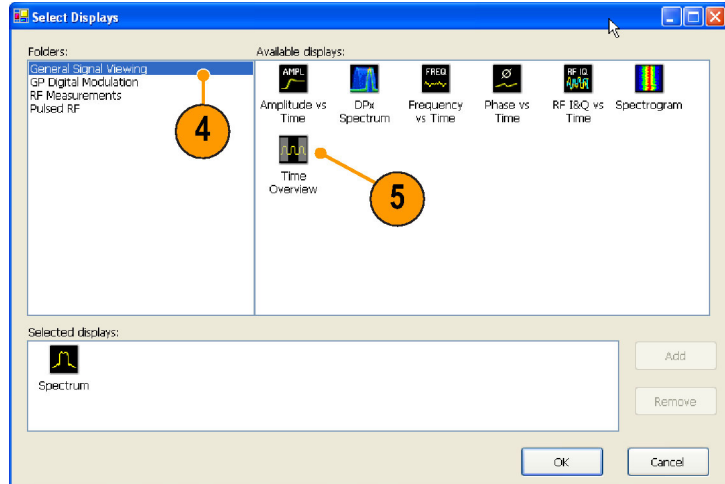 Select Displays
Folders:
Available displays:
General Signal Viewing
GP Digital Modulation
RF Measurements
Pulsed RF
4
AMPL
FREQ
Ø
RF IQ
Amplitude vs Time
DPx Spectrum
Frequency vs Time
Phase vs Time
RF I&Q vs Time
Spectrogram
Time Overview
5
Selected displays:
Spectrum
Add
Remove
OK
Cancel